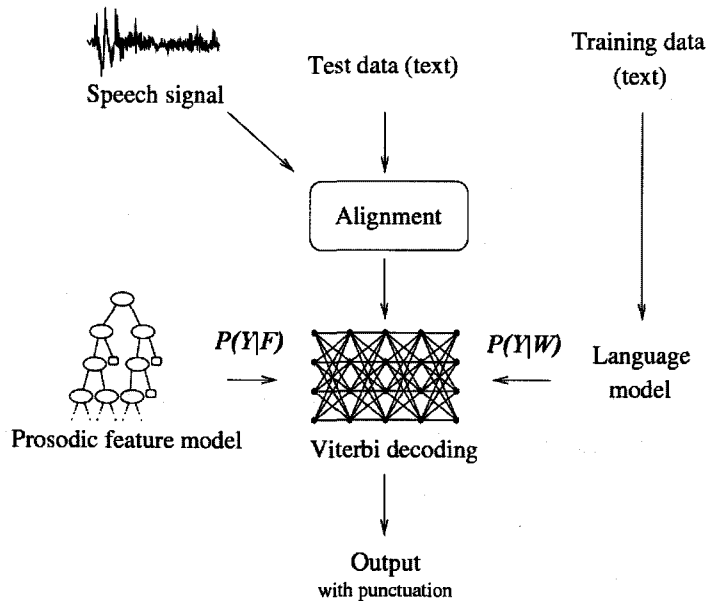 Speech signal
Test data (text)
Training data
(text)
Alignment
P(Y|F)
P(Y|W)
Prosodic feature model
Viterbi decoding
Language
model
Output
with punctuation